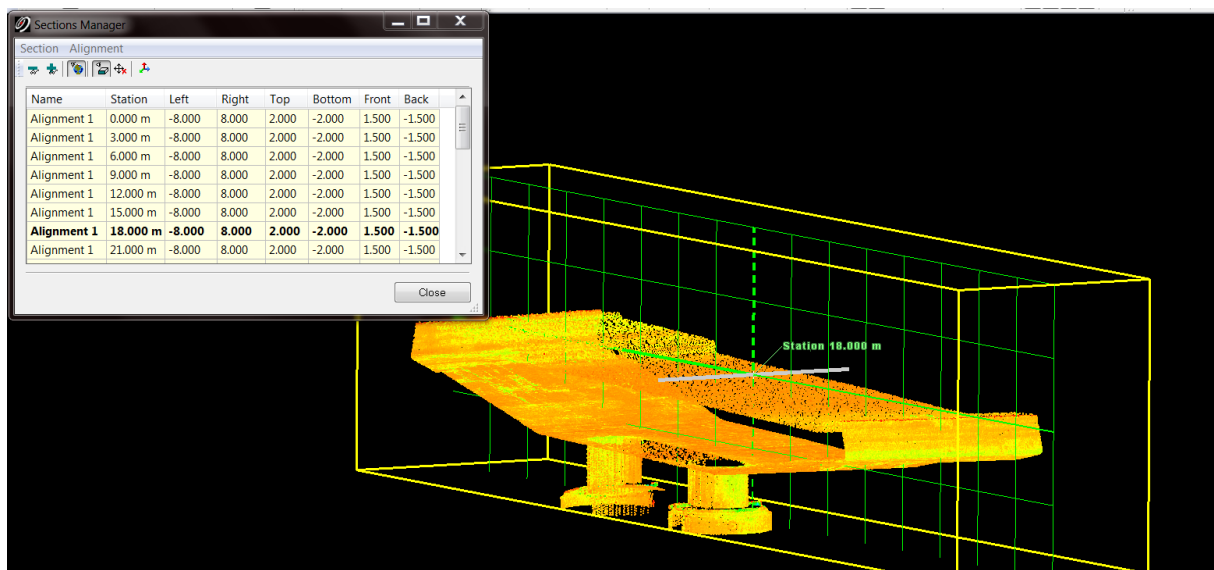 Sections Manager
Section Alignment
Name Station Left Right Top Bottom Front Back
Alignment 1 0.000 m -8.000 8.000 2.000 -2.000 1.500 -1.500
Alignment 1 3.000 m -8.000 8.000 2.000 -2.000 1.500 -1.500
Alignment 1 6.000 m -8.000 8.000 2.000 -2.000 1.500 -1.500
Alignment 1 9.000 m -8.000 8.000 2.000 -2.000 1.500 -1.500
Alignment 1 12.000 m -8.000 8.000 2.000 -2.000 1.500 -1.500
Alignment 1 15.000 m -8.000 8.000 2.000 -2.000 1.500 -1.500
Alignment 1 18.000 m -8.000 8.000 2.000 -2.000 1.500 -1.500
Alignment 1 21.000 m -8.000 8.000 2.000 -2.000 1.500 -1.500
Close
Station 18.000 m